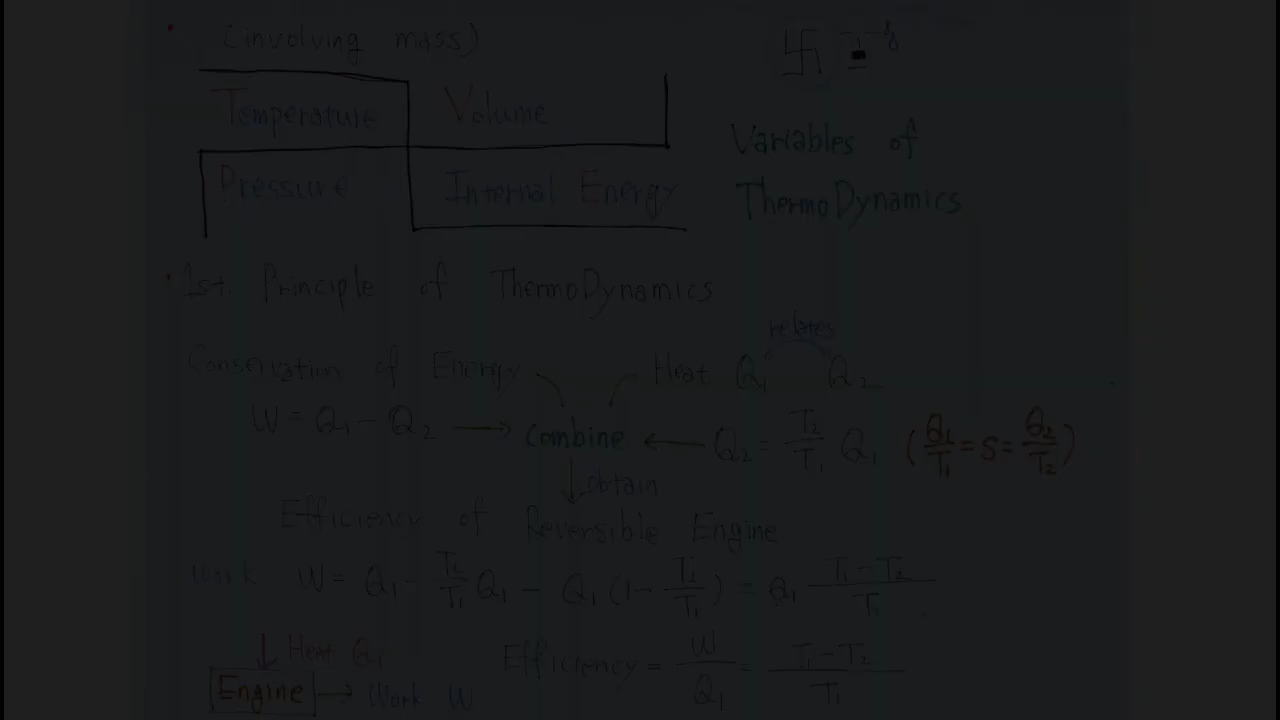 (involving mass)
Temperature Volume
Pressure Internal Energy
Variables of
ThermoDynamics
1st. Principle of ThermoDynamics
Conservation of Energy
Heat Q₁ relates Q₂
W = Q₁ - Q₂ → Combine ← Q₂ = T₂/T₁ Q₁ (Q₁/T₁ = S = Q₂/T₂)
↓ obtain
Efficiency of Reversible Engine
Work W = Q₁ - T₂/T₁ Q₁ = Q₁ (1 - T₂/T₁) = Q₁ (T₁ - T₂)/T₁
↓ Heat Q₁
Engine → Work W
Efficiency = W/Q₁ = (T₁ - T₂)/T₁